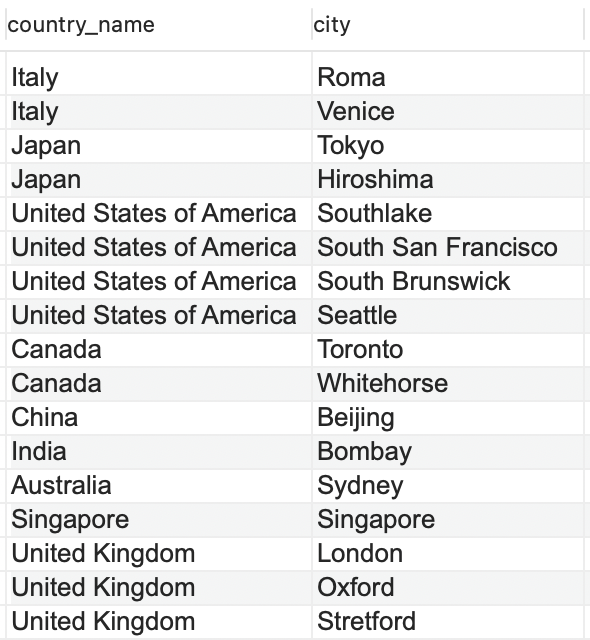 country_name city
Italy Roma
Italy Venice
Japan Tokyo
Japan Hiroshima
United States of America Southlake
United States of America South San Francisco
United States of America South Brunswick
United States of America Seattle
Canada Toronto
Canada Whitehorse
China Beijing
India Bombay
Australia Sydney
Singapore Singapore
United Kingdom London
United Kingdom Oxford
United Kingdom Stretford